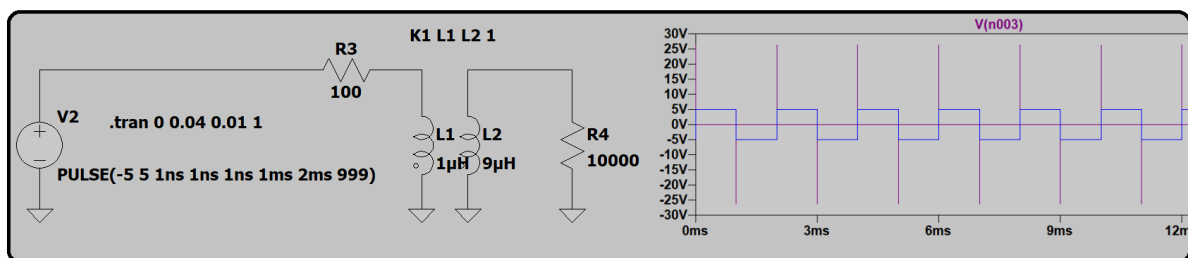 K1 L1 L2 1
R3
100
V2
.tran 0 0.04 0.01 1
L1
1µH
L2
9µH
R4
10000
PULSE(-5 5 1ns 1ns 1ns 1ms 2ms 999)
V(n003)
30V
25V
20V
15V
10V
5V
0V
-5V
-10V
-15V
-20V
-25V
-30V
0ms 3ms 6ms 9ms 12m